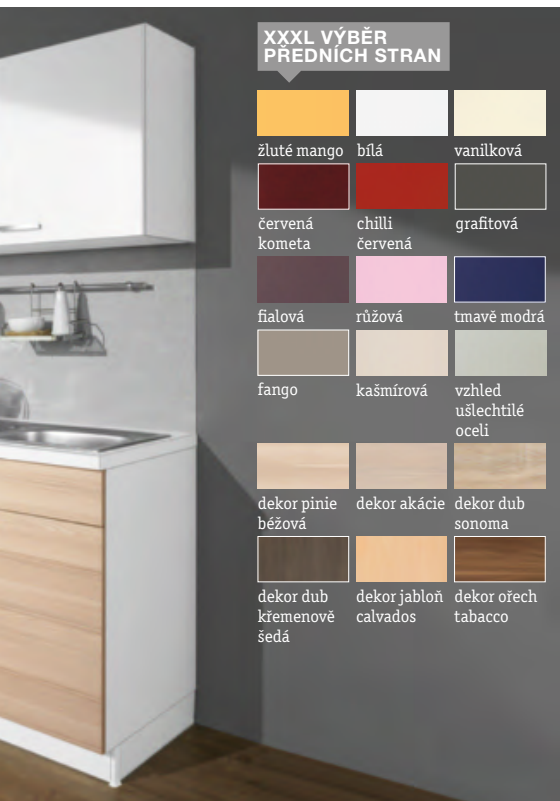 XXXL VÝBĚR
PŘEDNÍCH STRAN
žluté mango
bílá
vanilková
červená
kometa
chilli
červená
grafitová
fialová
růžová
tmavě modrá
fango
kašmírová
vzhled
ušlechtilé
oceli
dekor pinie
béžová
dekor akácie
dekor dub
sonoma
dekor dub
křemenově
šedá
dekor jabloň
calvados
dekor ořech
tabacco